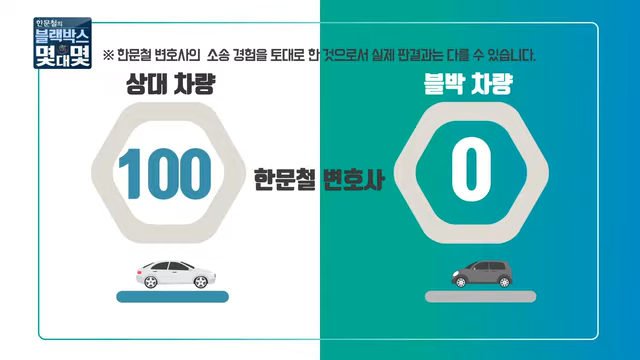 한문철의
블랙박스
몇대몇
※ 한문철 변호사의 소송 경험을 토대로 한 것으로서 실제 판결과는 다를 수 있습니다.
상대 차량
블박 차량
100
한문철 변호사
0